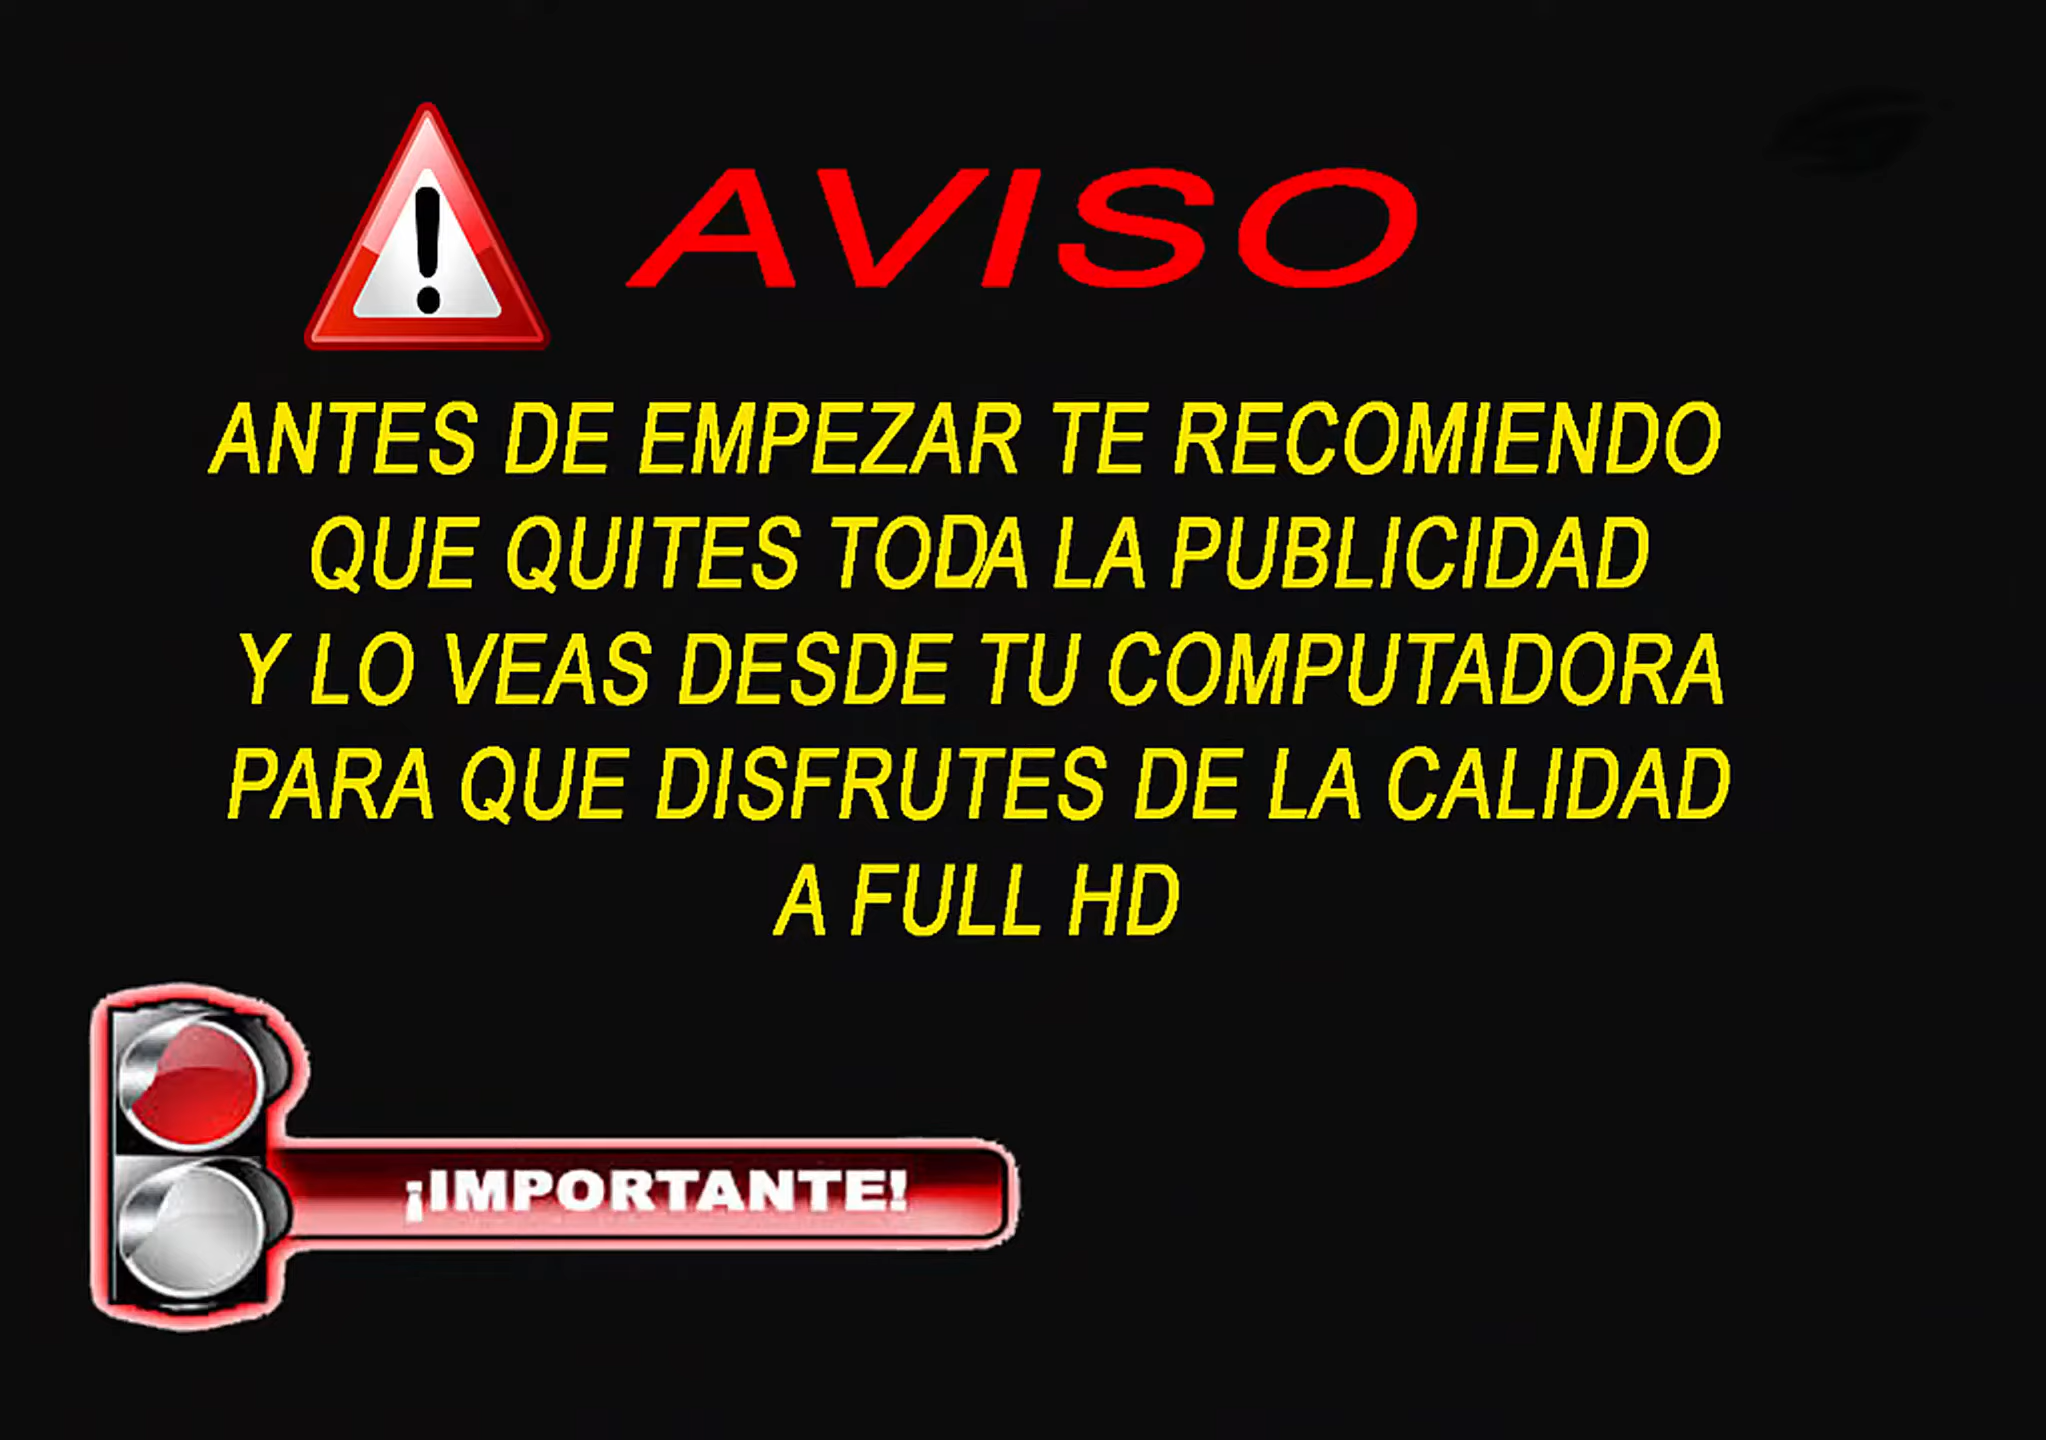 AVISO
ANTES DE EMPEZAR TE RECOMIENDO
QUE QUITES TODA LA PUBLICIDAD
Y LO VEAS DESDE TU COMPUTADORA
PARA QUE DISFRUTES DE LA CALIDAD
A FULL HD
¡IMPORTANTE!